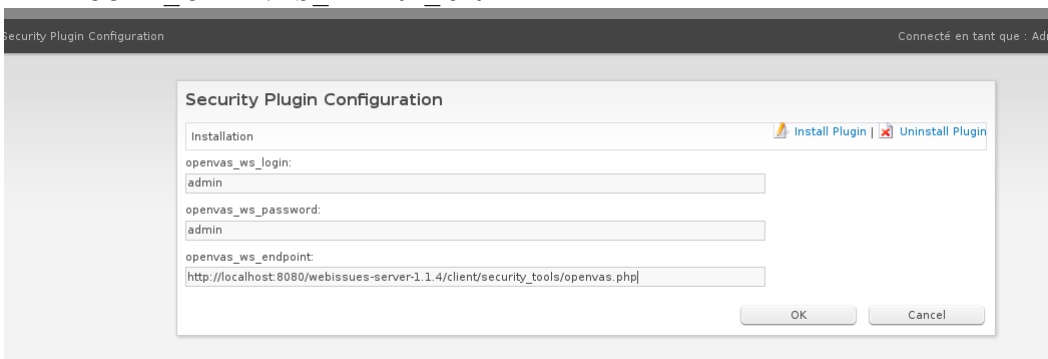 Security Plugin Configuration
Connecté en tant que : Adm
Security Plugin Configuration
Installation
Install Plugin | Uninstall Plugin
openvas_ws_login:
admin
openvas_ws_password:
admin
openvas_ws_endpoint:
http://localhost:8080/webissues-server-1.1.4/client/security_tools/openvas.php
OK Cancel